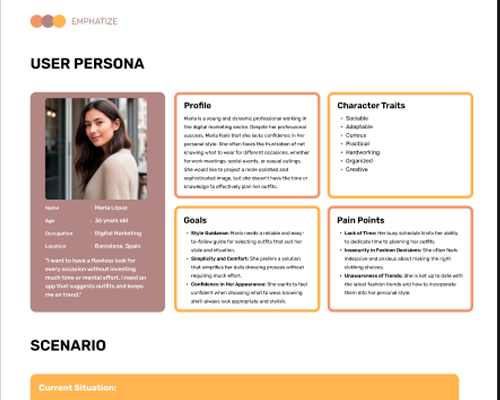 EMPHATIZE
USER PERSONA
Name : Maria López
Age : 36 years old
Occupation : Digital Marketing
Location : Barcelona, Spain
"I want to have a flawless look for
every occasion without investing
much time or mental effort. I need an
app that suggests outfits and keeps
me on trend."
Profile
Maria is a young and dynamic professional working in
the digital marketing sector. Despite her professional
success, Maria feels that she lacks confidence in her
personal style. She often faces the frustration of not
knowing what to wear for different occasions, whether
for work meetings, social events, or casual outings.
She would like to project a more polished and
sophisticated image, but she doesn't have the time or
knowledge to effectively plan her outfits.
Character Traits
• Sociable
• Adaptable
• Curious
• Practical
• Hardworking
• Organized
• Creative
Goals
• Style Guidance: Maria needs a reliable and easy-
to-follow guide for selecting outfits that suit her
style and situation.
• Simplicity and Comfort: She prefers a solution
that simplifies her daily dressing process without
requiring much effort.
• Confidence in Her Appearance: She wants to feel
confident when choosing what to wear, knowing
she'll always look appropriate and stylish.
Pain Points
• Lack of Time: Her busy schedule limits her ability
to dedicate time to planning her outfits.
• Insecurity in Fashion Decisions: She often feels
indecisive and anxious about making the right
clothing choices.
• Unawareness of Trends: She is not up to date with
the latest fashion trends and how to incorporate
them into her personal style.
SCENARIO
Current Situation: